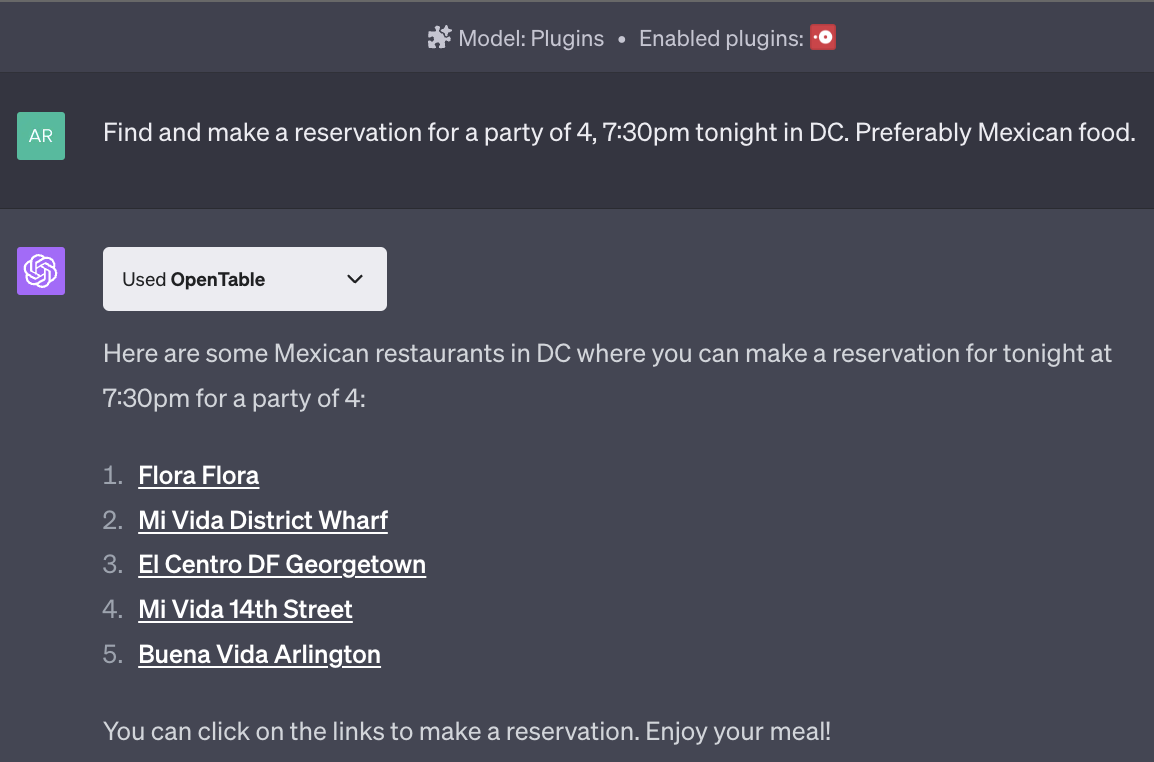 Model: Plugins • Enabled plugins:
AR
Find and make a reservation for a party of 4, 7:30pm tonight in DC. Preferably Mexican food.
Used OpenTable
Here are some Mexican restaurants in DC where you can make a reservation for tonight at
7:30pm for a party of 4:
1. Flora Flora
2. Mi Vida District Wharf
3. El Centro DF Georgetown
4. Mi Vida 14th Street
5. Buena Vida Arlington
You can click on the links to make a reservation. Enjoy your meal!